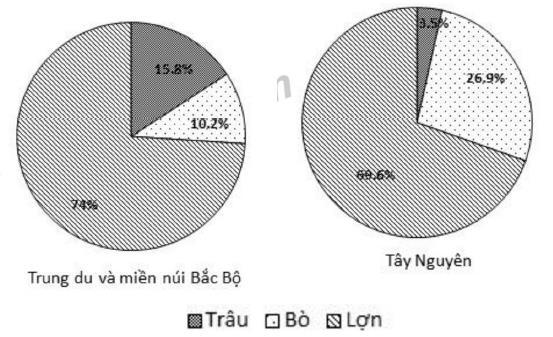 3.5%
15.8%
26.9%
10.2%
69.6%
74%
Tây Nguyên
Trung du và miền núi Bắc Bộ
Trâu Bò Lợn